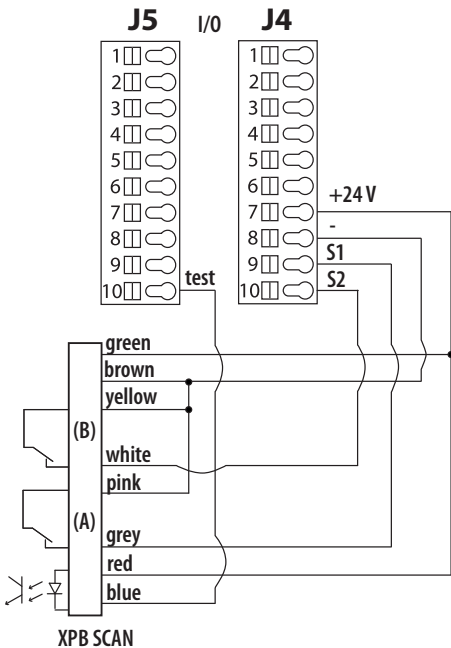 J5 I/O J4
1 1
2 2
3 3
4 4
5 5
6 6
+24 V
7 7
8 8 -
9 9 S1
10 test 10 S2
green
brown
yellow
(B)
white
pink
(A)
grey
red
blue
XPB SCAN